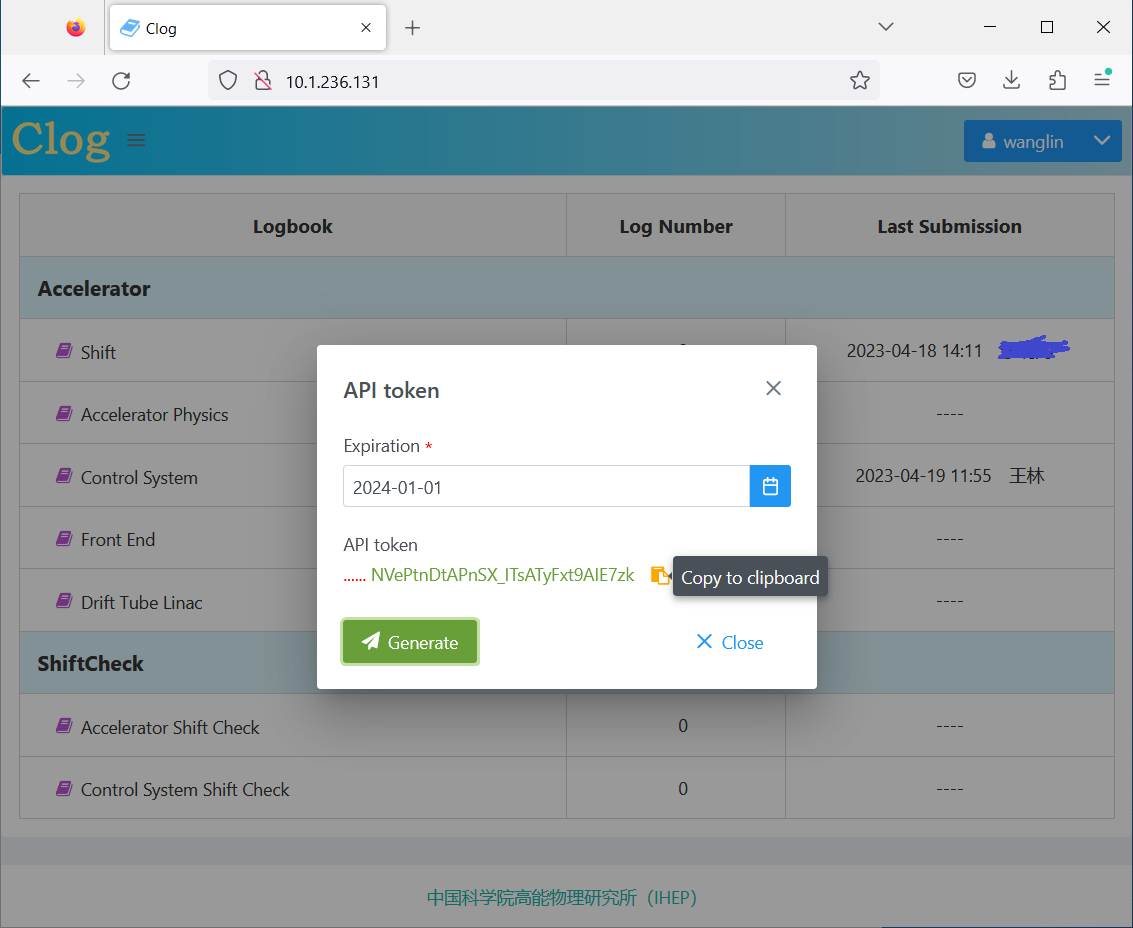 Clog
10.1.236.131
Clog
wanglin
Logbook Log Number Last Submission
Accelerator
Shift 2023-04-18 14:11
Accelerator Physics ----
Control System 2023-04-19 11:55 王林
Front End ----
Drift Tube Linac ----
ShiftCheck
Accelerator Shift Check 0 ----
Control System Shift Check 0 ----
API token
Expiration *
2024-01-01
API token
...... NVePtnDtAPnSX_ITsATyFxt9AIE7zk
Copy to clipboard
Generate
Close
中国科学院高能物理研究所（IHEP）